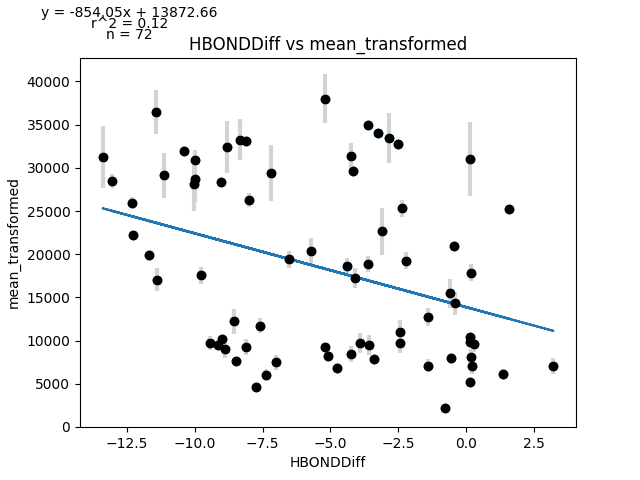 y = -854.05x + 13872.66
r^2 = 0.12
n = 72
HBONDDiff vs mean_transformed
40000
35000
30000
25000
20000
15000
10000
5000
0
mean_transformed
−12.5 −10.0 −7.5 −5.0 −2.5 0.0 2.5
HBONDDiff